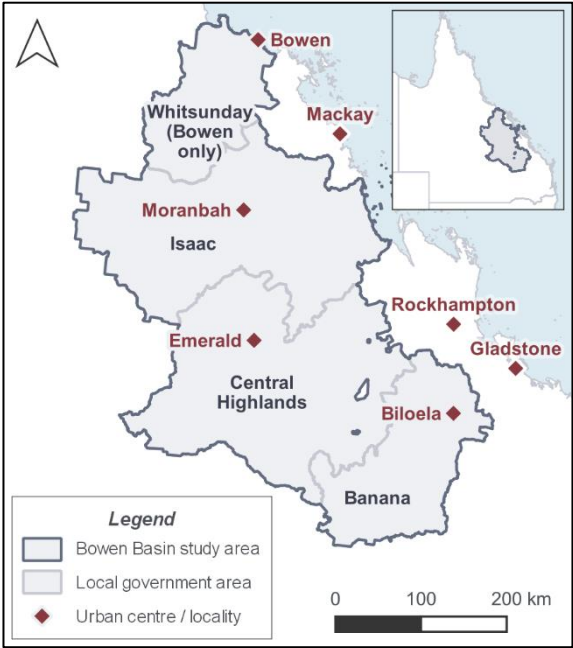 Bowen
Whitsunday
(Bowen
only)
Mackay
Moranbah
Isaac
Rockhampton
Emerald
Gladstone
Central
Highlands
Biloela
Banana
Legend
Bowen Basin study area
Local government area
Urban centre / locality
0 100 200 km